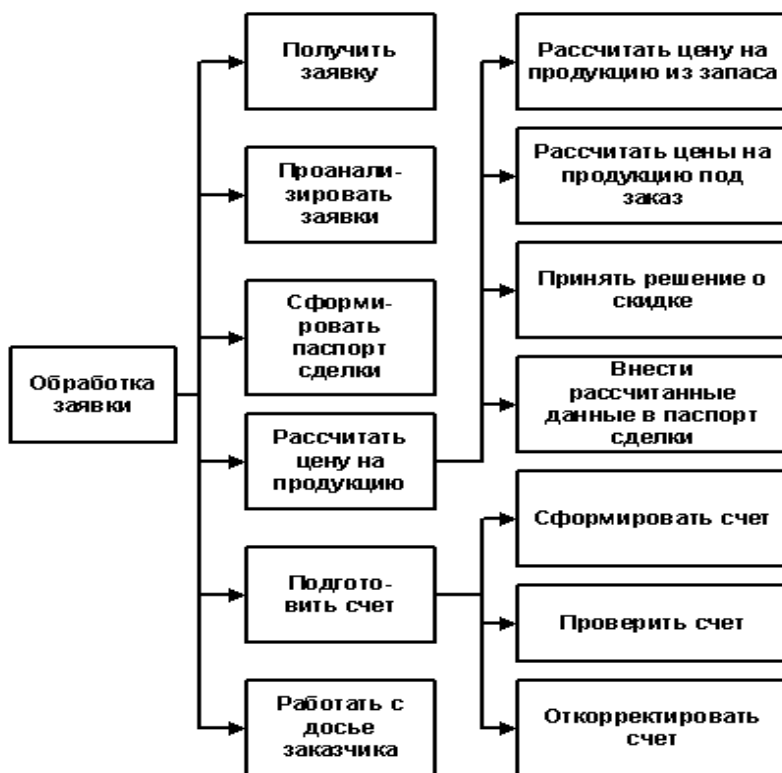 Обработка
заявки
Получить
заявку
Проанали-
зировать
заявки
Сформи-
ровать
паспорт
сделки
Рассчитать
цену на
продукцию
Подгото-
вить счет
Работать с
досье
заказчика
Рассчитать цену на
продукцию из запаса
Рассчитать цены на
продукцию под
заказ
Принять решение о
скидке
Внести
рассчитанные
данные в паспорт
сделки
Сформировать счет
Проверить счет
Откорректировать
счет